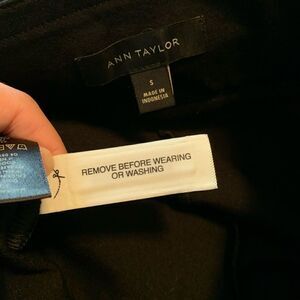 ANN TAYLOR
S
MADE IN
INDONESIA
REMOVE BEFORE WEARING
OR WASHING